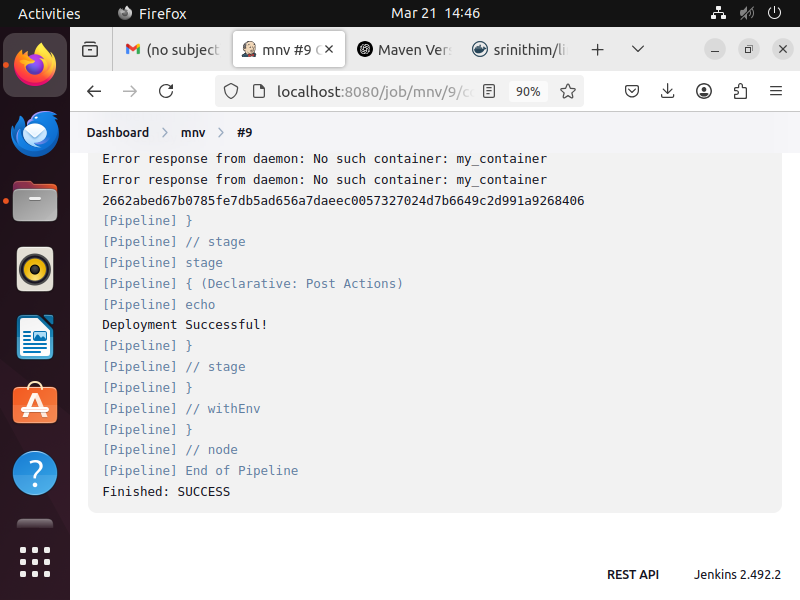 Activities
Firefox
Mar 21 14:46
(no subject
mnv #9
Maven Vers
srinithim/li
localhost:8080/job/mnv/9/c
90%
Dashboard
mnv
#9
Error response from daemon: No such container: my_container
Error response from daemon: No such container: my_container
2662abed67b0785fe7db5ad656a7daeec0057327024d7b6649c2d991a9268406
[Pipeline] }
[Pipeline] // stage
[Pipeline] stage
[Pipeline] { (Declarative: Post Actions)
[Pipeline] echo
Deployment Successful!
[Pipeline] }
[Pipeline] // stage
[Pipeline] }
[Pipeline] // withEnv
[Pipeline] }
[Pipeline] // node
[Pipeline] End of Pipeline
Finished: SUCCESS
REST API
Jenkins 2.492.2